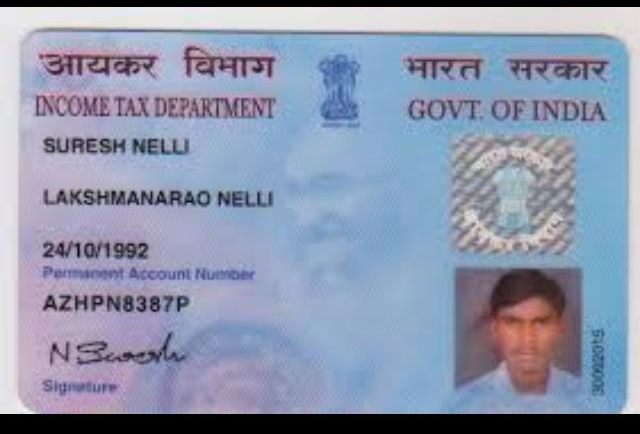 आयकर विभाग
भारत सरकार
INCOME TAX DEPARTMENT
GOVT. OF INDIA
SURESH NELLI
LAKSHMANARAO NELLI
24/10/1992
Permanent Account Number
AZHPN8387P
N Suresh
Signature
30092015